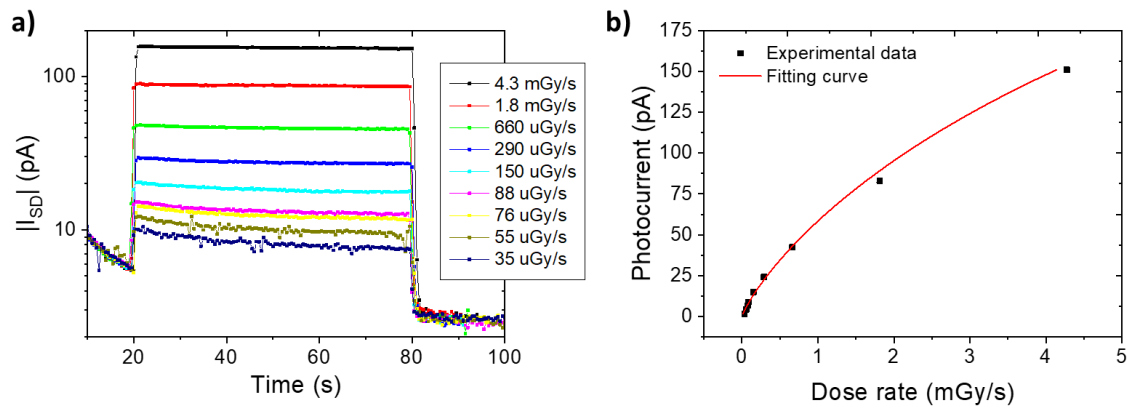 a)
|I_SD| (pA)
100
10
20
40
60
80
100
Time (s)
4.3 mGy/s
1.8 mGy/s
660 uGy/s
290 uGy/s
150 uGy/s
88 uGy/s
76 uGy/s
55 uGy/s
35 uGy/s
b)
Photocurrent (pA)
175
150
125
100
75
50
25
0
Experimental data
Fitting curve
0
1
2
3
4
5
Dose rate (mGy/s)